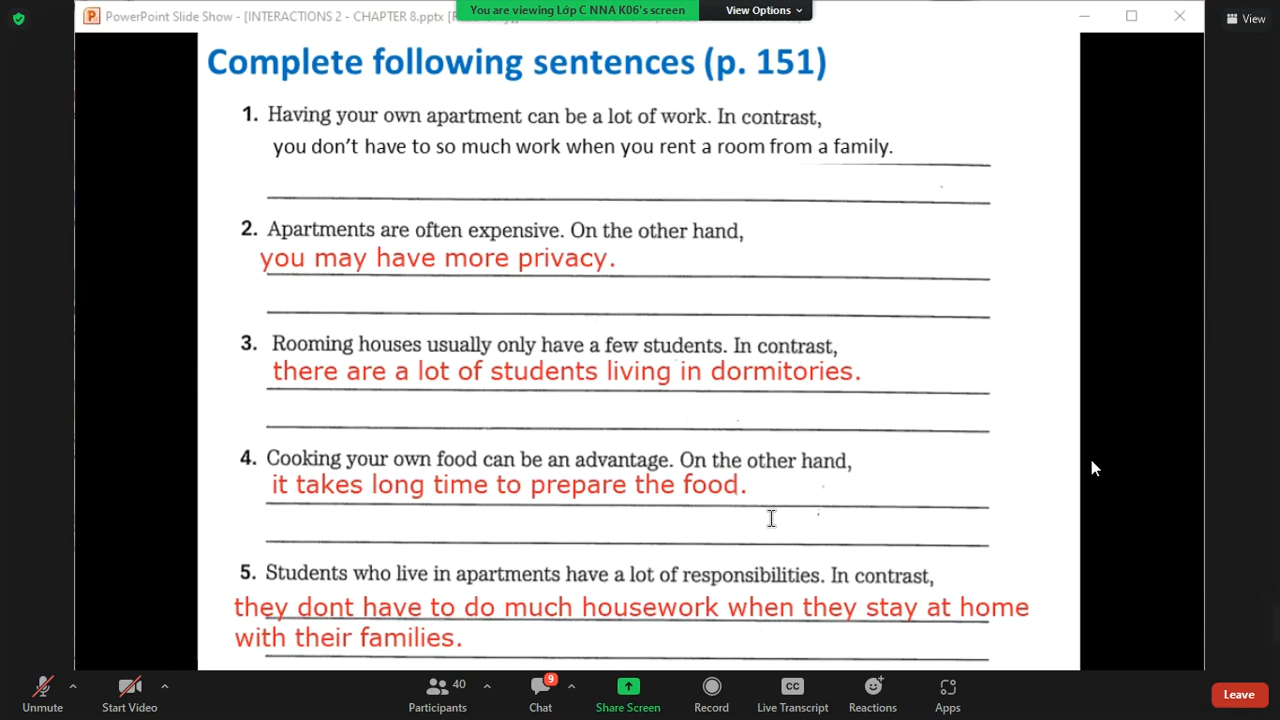 PowerPoint Slide Show - [INTERACTIONS 2 - CHAPTER 8.pptx
You are viewing Lớp C NNA K06's screen
View Options
View
Complete following sentences (p. 151)
1. Having your own apartment can be a lot of work. In contrast,
you don't have to so much work when you rent a room from a family.
2. Apartments are often expensive. On the other hand,
you may have more privacy.
3. Rooming houses usually only have a few students. In contrast,
there are a lot of students living in dormitories.
4. Cooking your own food can be an advantage. On the other hand,
it takes long time to prepare the food.
5. Students who live in apartments have a lot of responsibilities. In contrast,
they dont have to do much housework when they stay at home
with their families.
40
9
CC
Unmute
Start Video
Participants
Chat
Share Screen
Record
Live Transcript
Reactions
Apps
Leave